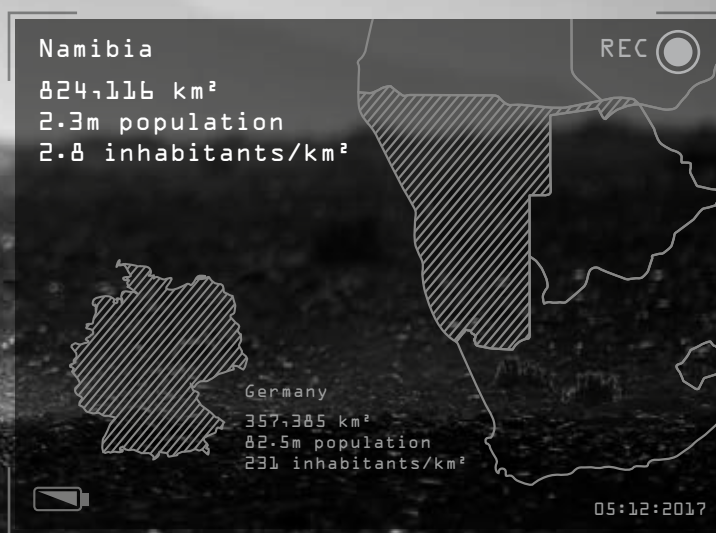 Namibia
REC
824,116 km²
2.3m population
2.8 inhabitants/km²
Germany
357,385 km²
82.5m population
231 inhabitants/km²
05:12:2017